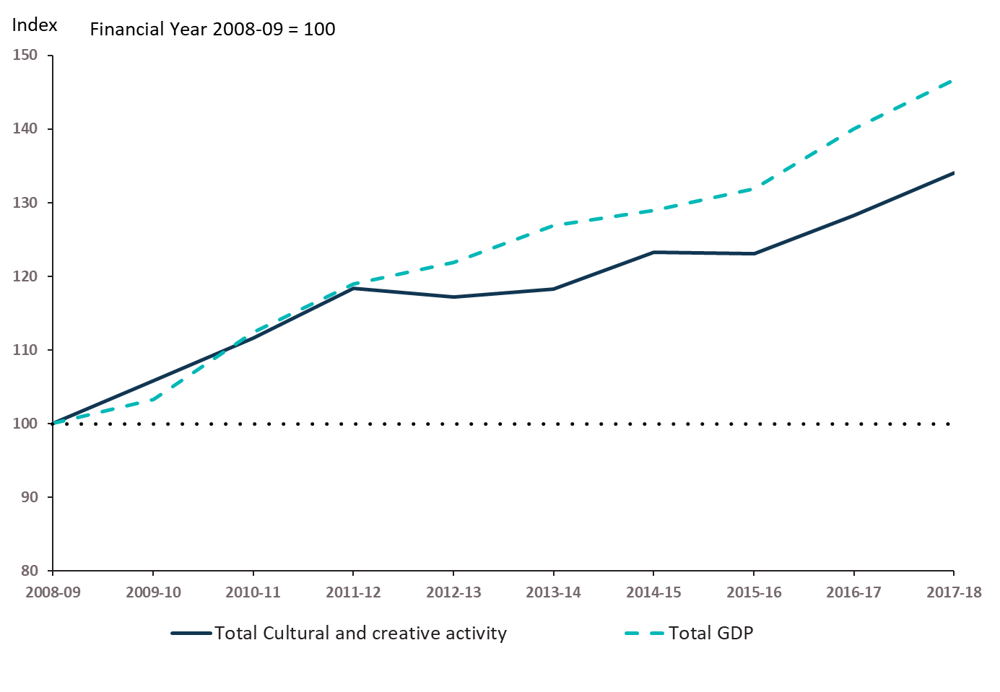 Index
Financial Year 2008-09 = 100
150
140
130
120
110
100
90
80
2008-09 2009-10 2010-11 2011-12 2012-13 2013-14 2014-15 2015-16 2016-17 2017-18
Total Cultural and creative activity Total GDP